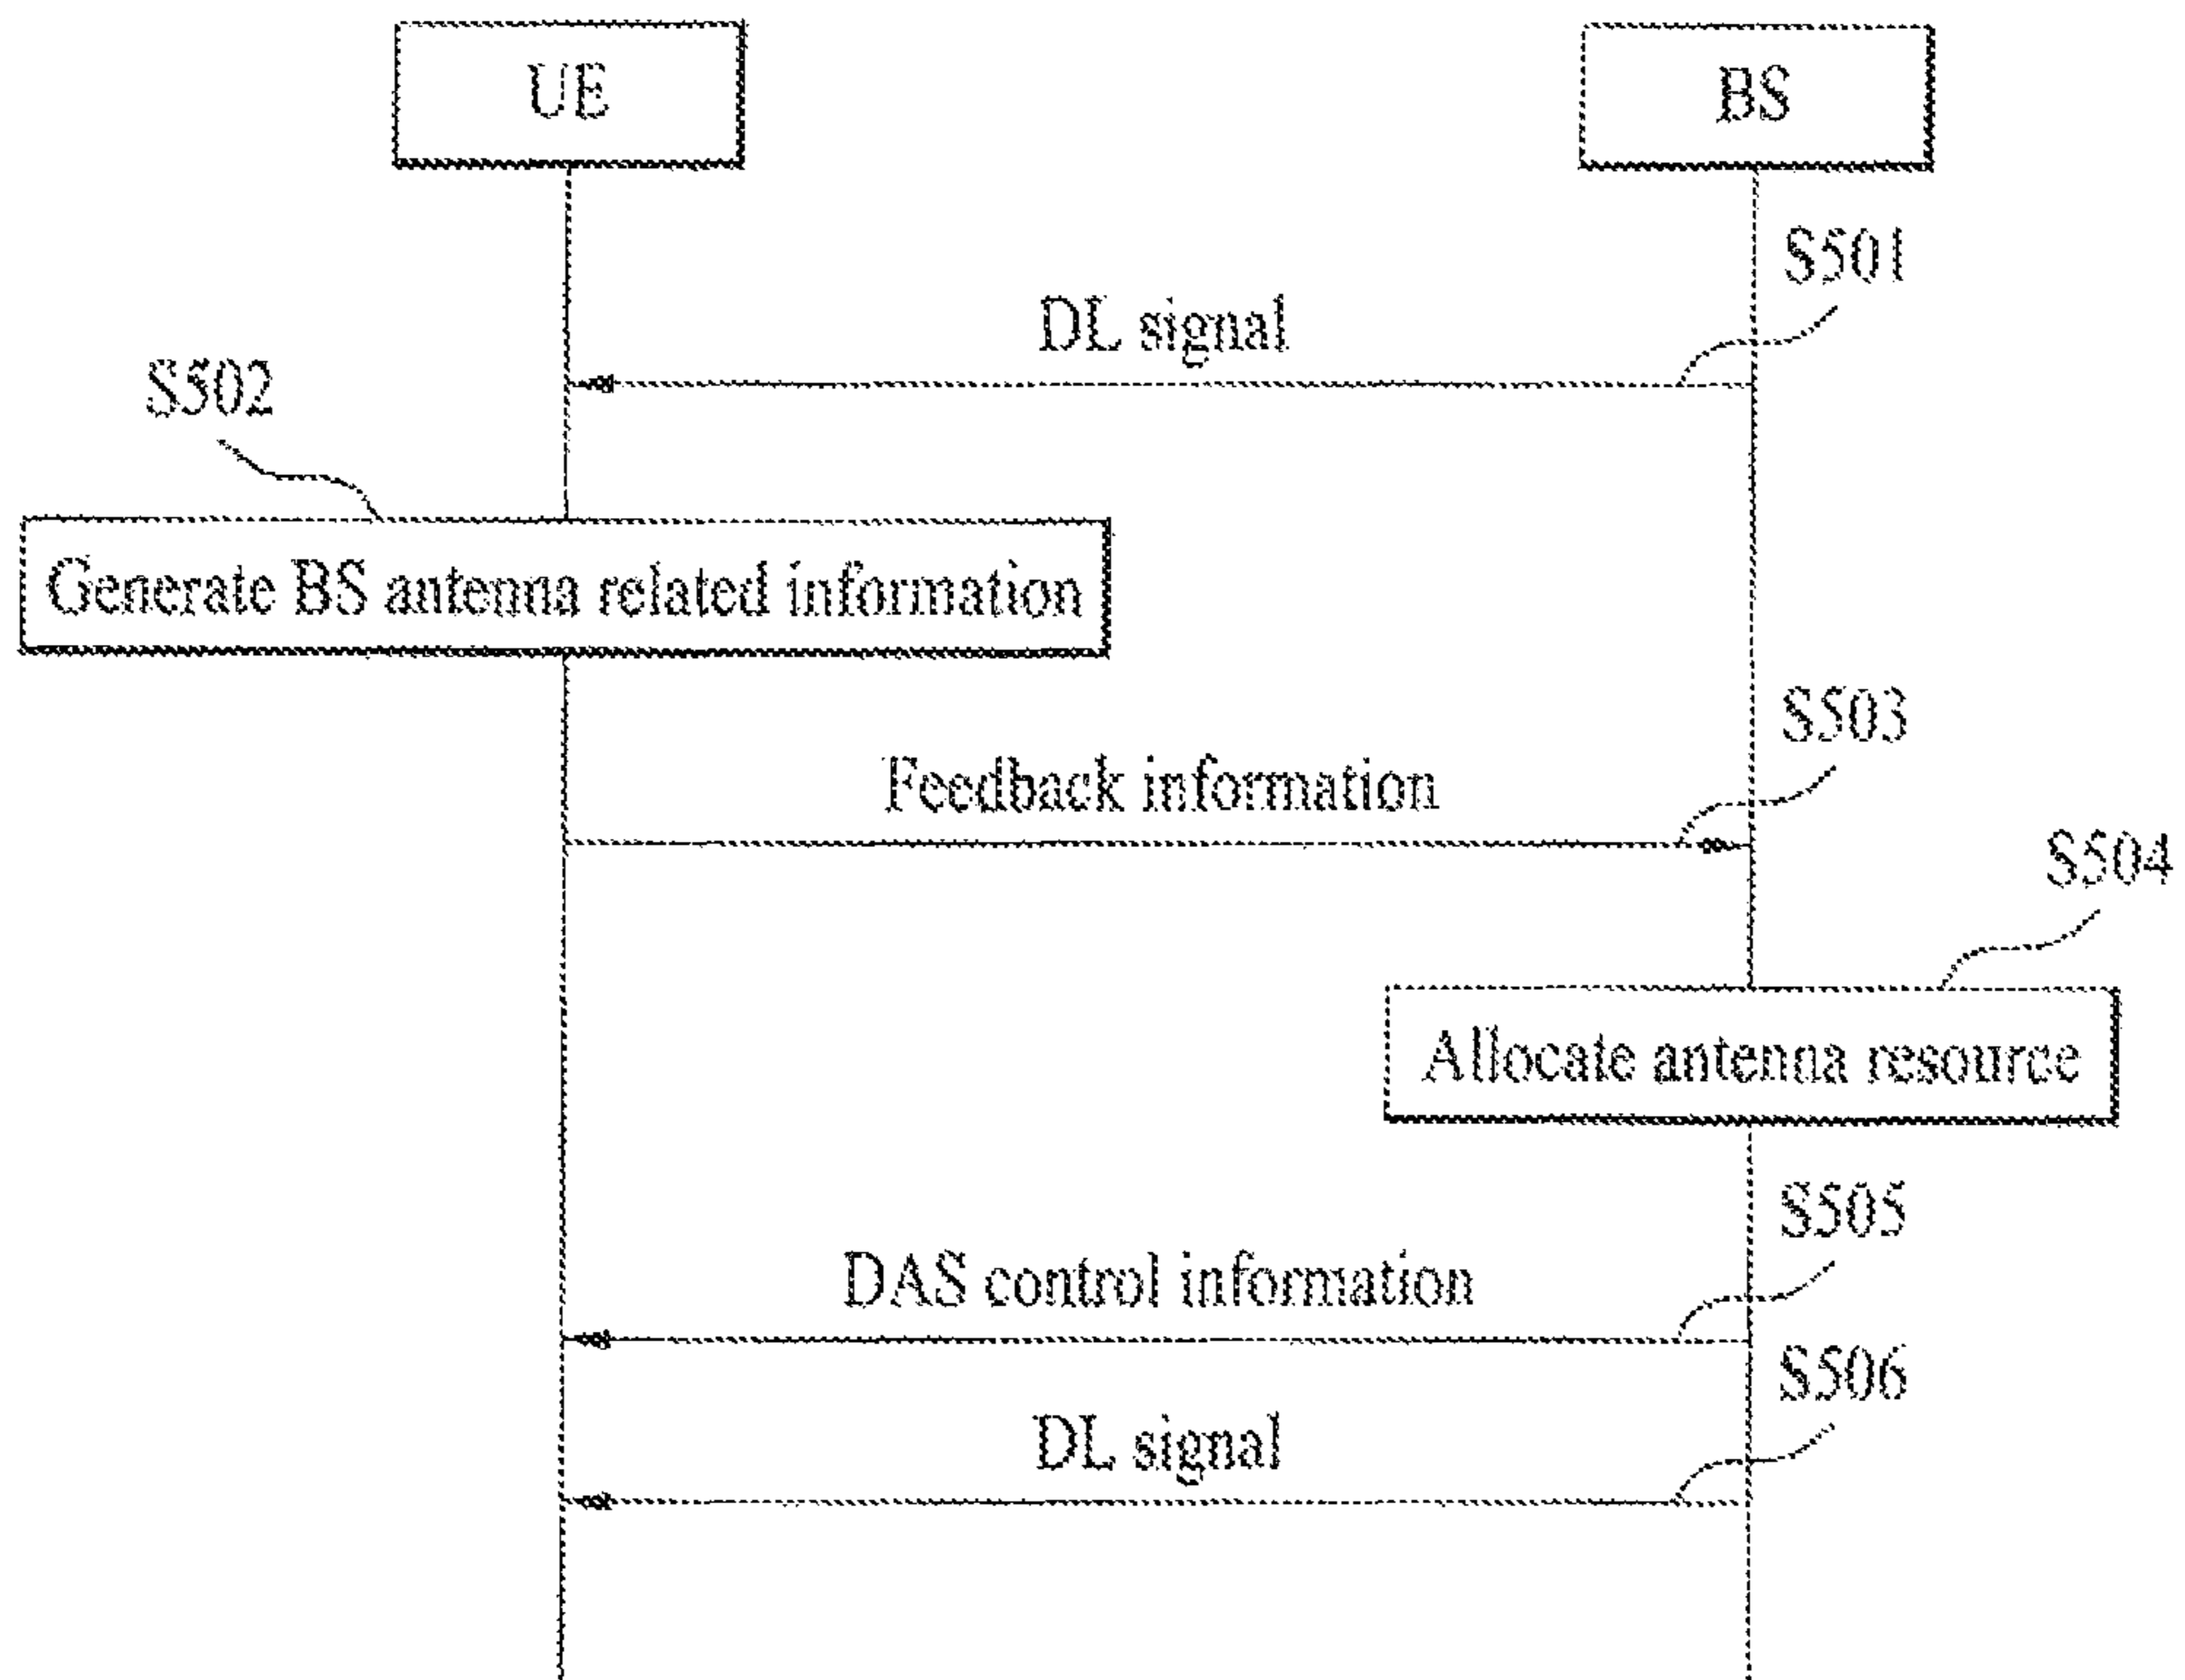 UE
BS
S501
DL signal
S502
Generate BS antenna related information
S503
Feedback information
S504
Allocate antenna resource
S505
DAS control information
S506
DL signal